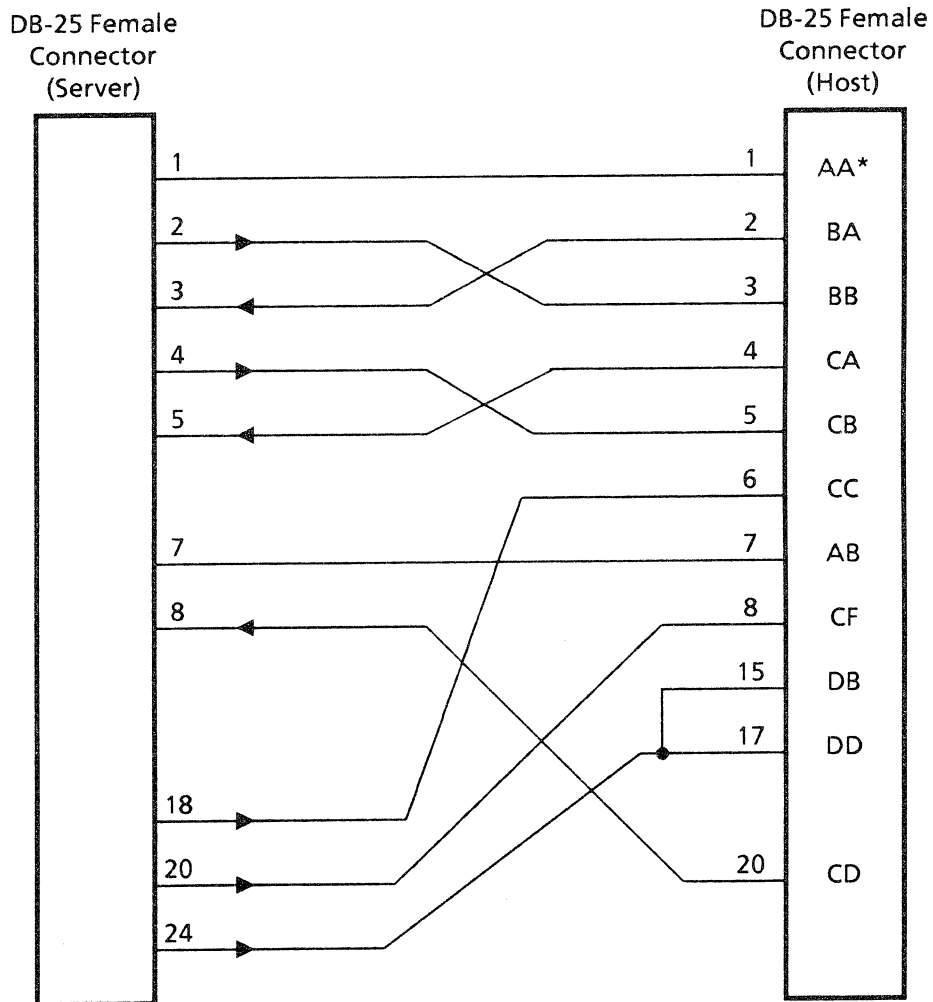 DB-25 Female
Connector
(Server)
DB-25 Female
Connector
(Host)
1 1 AA*
2 2 BA
3 3 BB
4 4 CA
5 5 CB
6 CC
7 7 AB
8 8 CF
15 DB
17 DD
18
20 20 CD
24